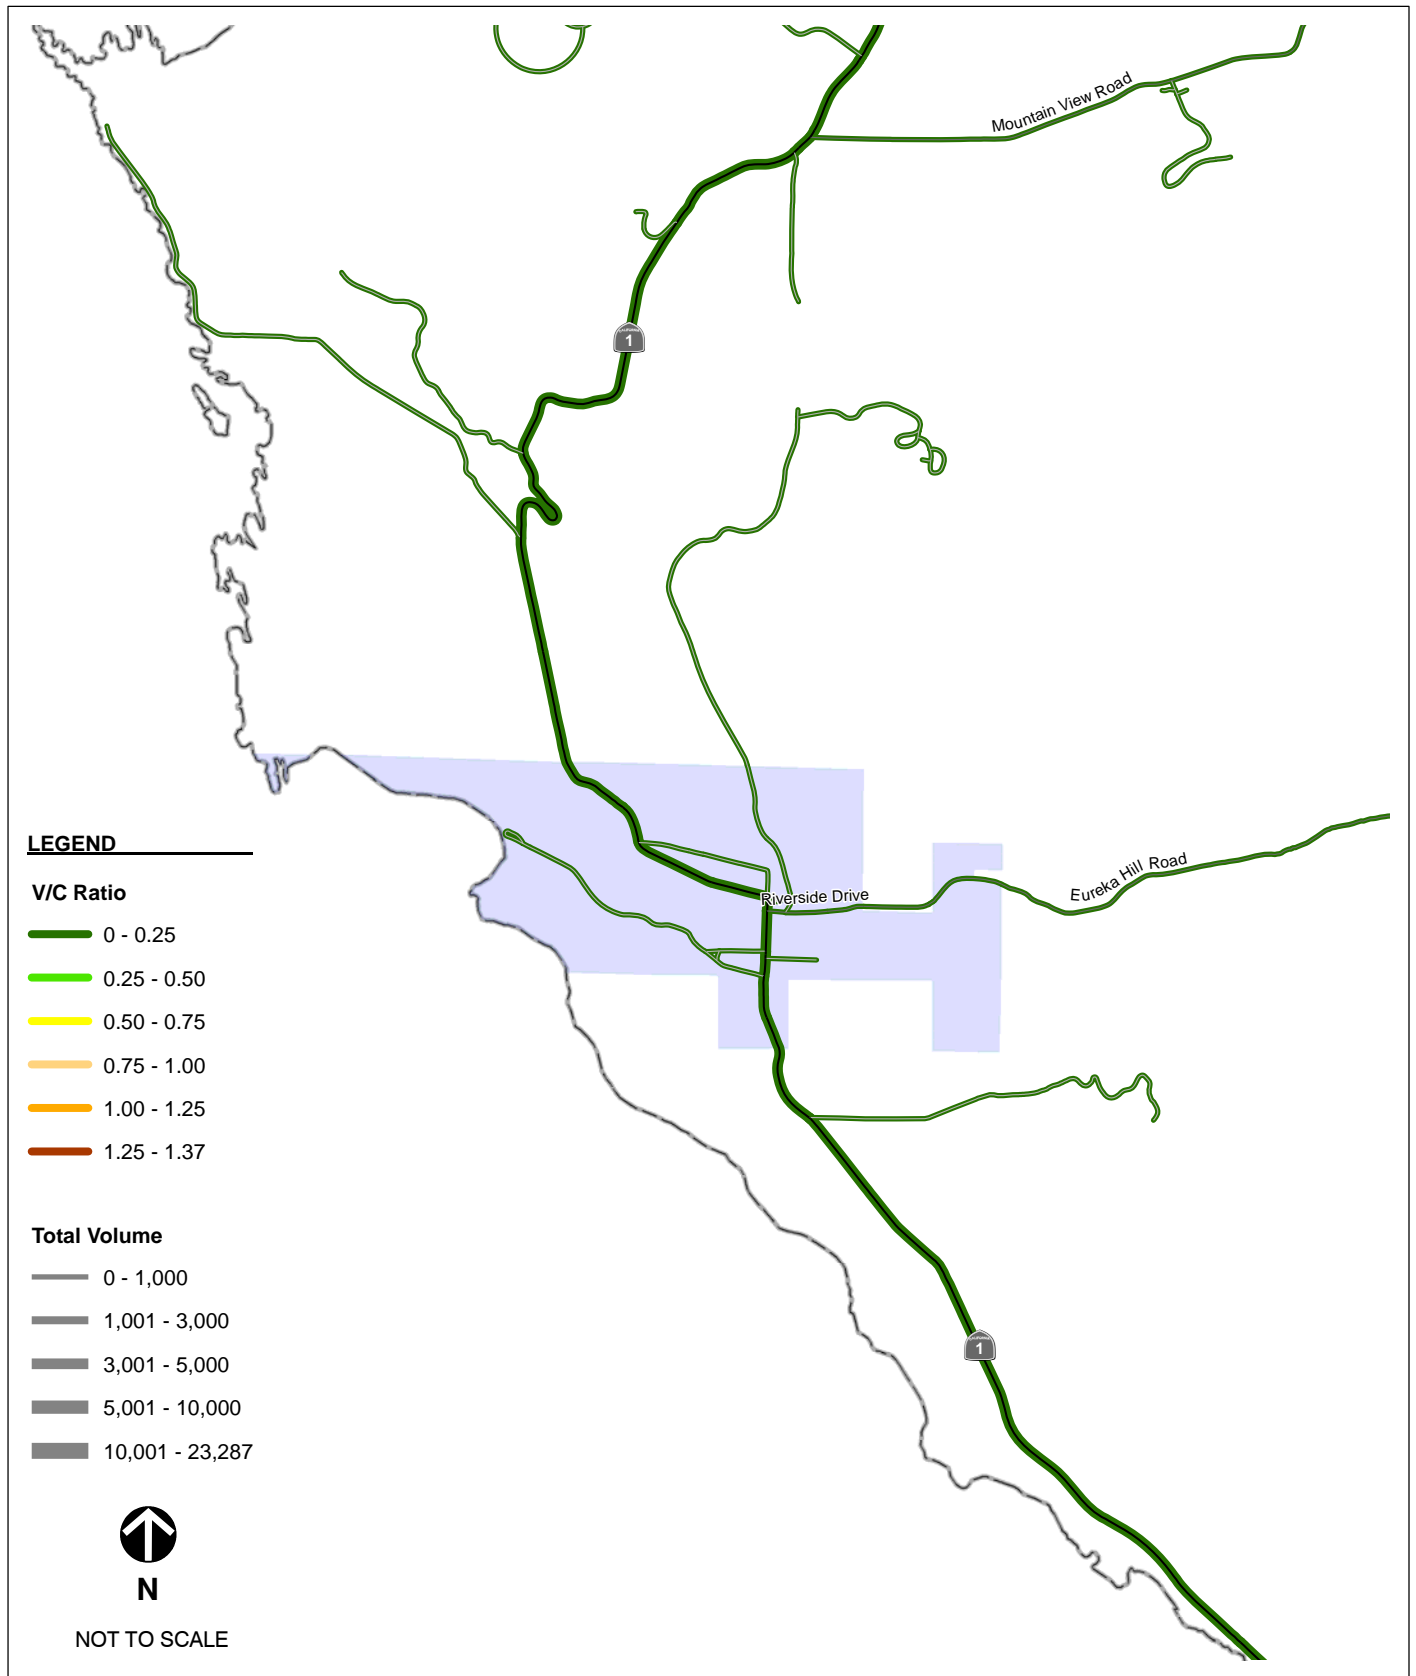 Mountain View Road
1
LEGEND
V/C Ratio
0 - 0.25
0.25 - 0.50
0.50 - 0.75
0.75 - 1.00
1.00 - 1.25
1.25 - 1.37
Riverside Drive
Eureka Hill Road
Total Volume
0 - 1,000
1,001 - 3,000
3,001 - 5,000
5,001 - 10,000
10,001 - 23,287
1
N
NOT TO SCALE